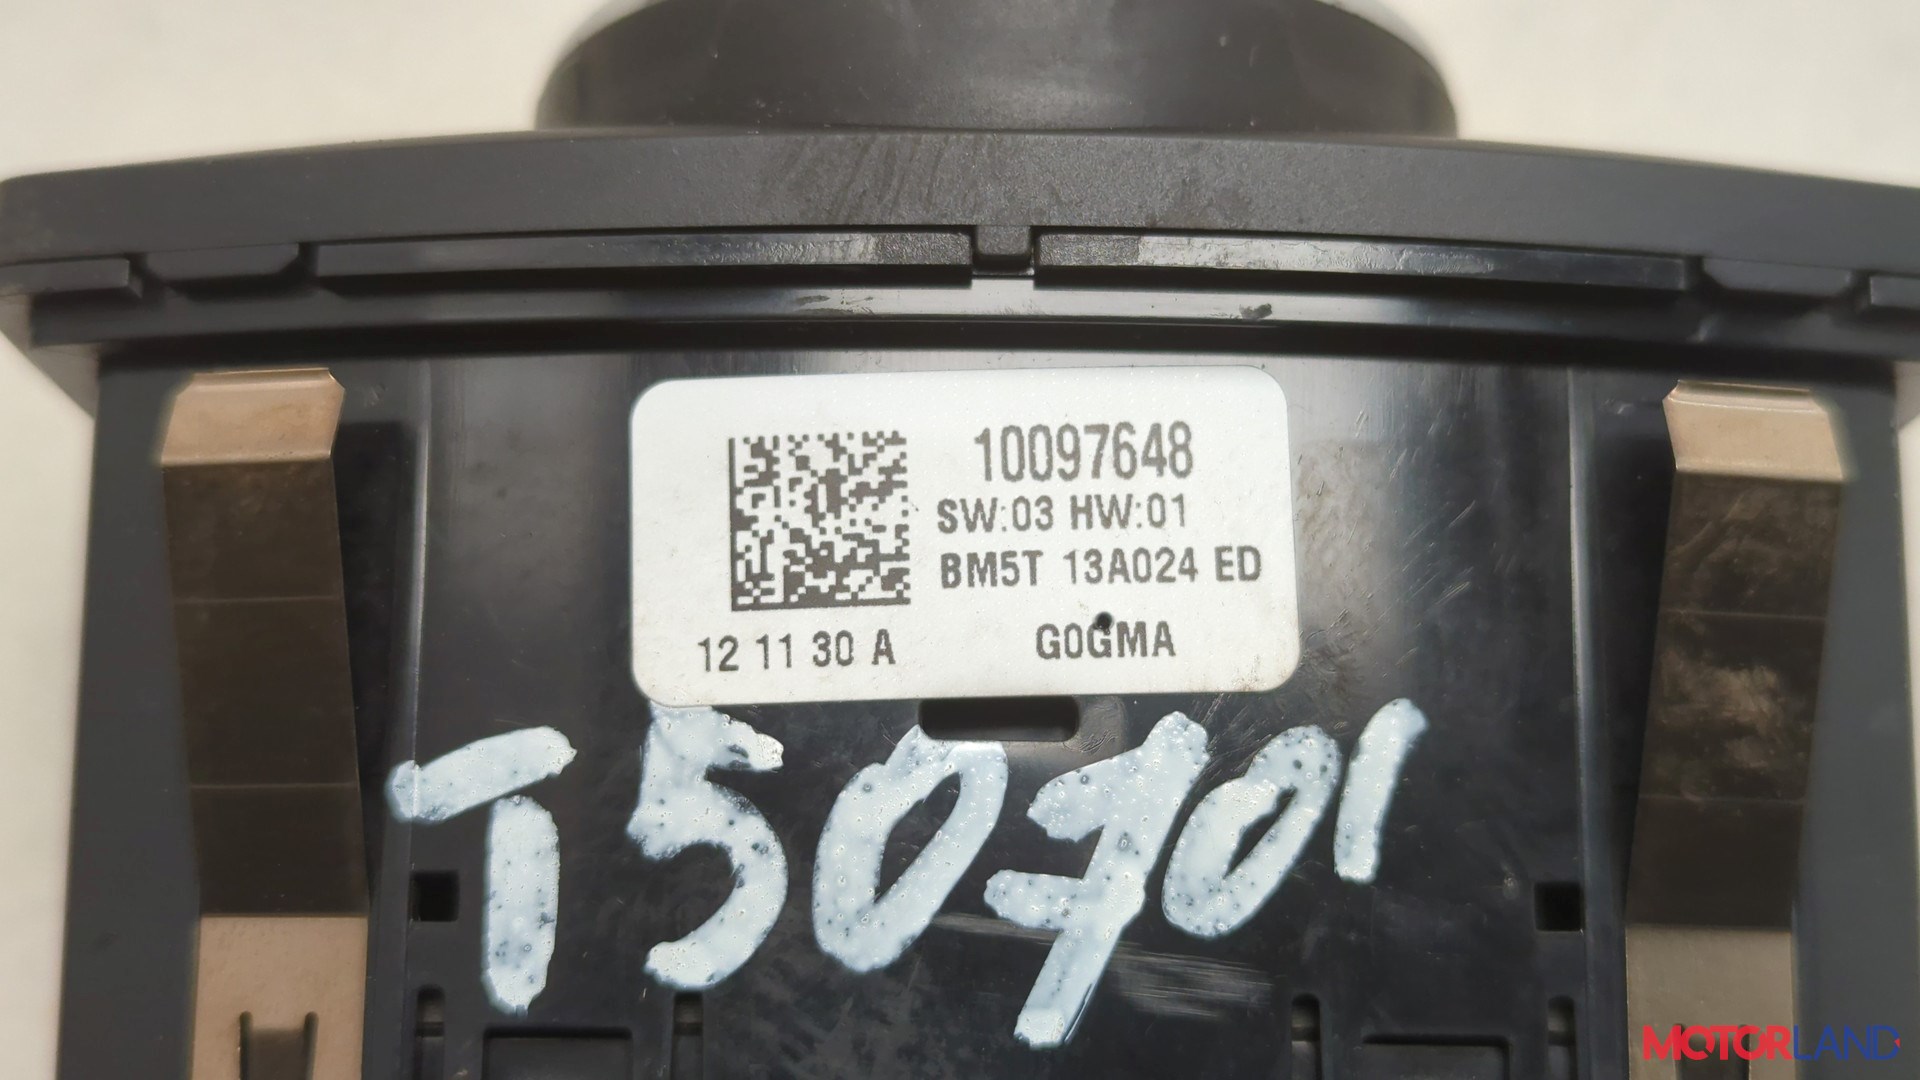 10097648
SW:03 HW:01
BM5T 13A024 ED
12 11 30 A
G0GMA
T50701
MOTORLAND